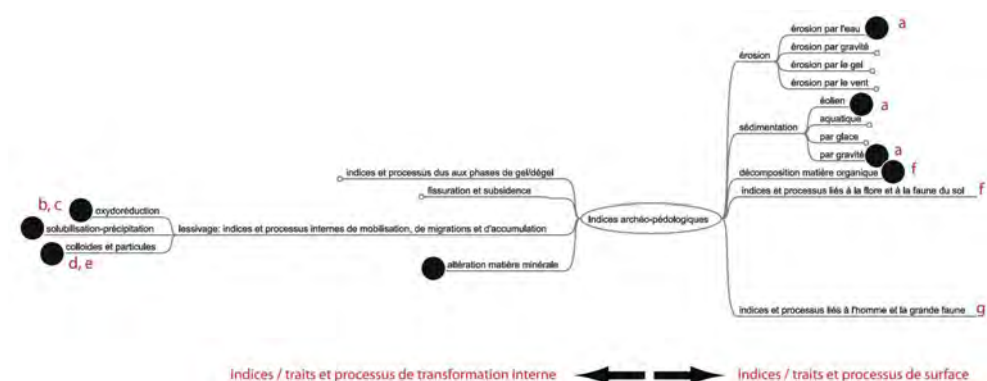 érosion par l'eau a
érosion par gravité
érosion
érosion par le gel
érosion par le vent
éolien a
aquatique
sédimentation
par glace
par gravité a
indices et processus dus aux phases de gel/dégel
décomposition matière organique f
fissuration et subsidence
indices et processus liés à la flore et à la faune du sol f
b, c
oxydoréduction
Indices archéo-pédologiques
solubilisation-précipitation
lessivage: indices et processus internes de mobilisation, de migrations et d'accumulation
colloides et particules
d, e
altération matière minérale
indices et processus liés à l'homme et la grande faune g
indices / traits et processus de transformation interne
indices / traits et processus de surface